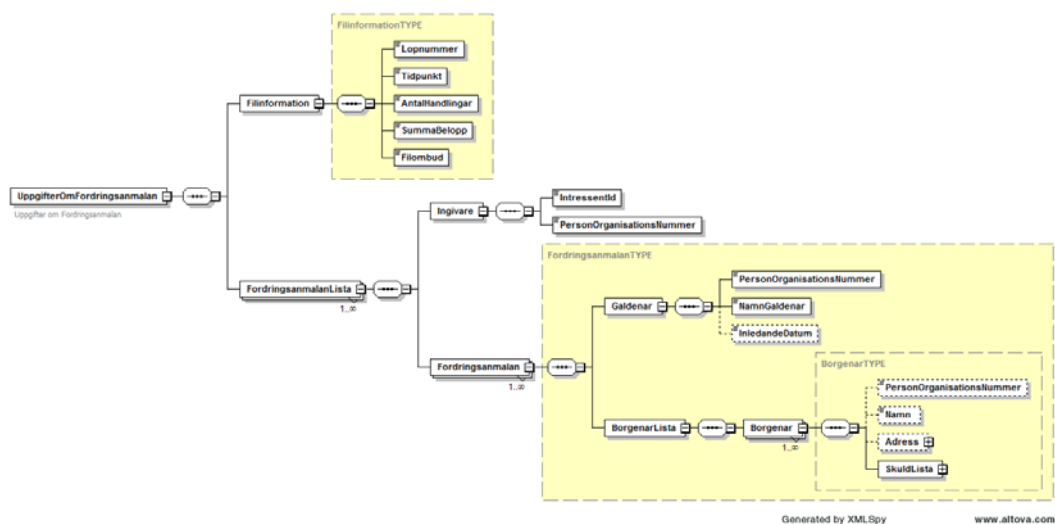 FilinformationTYPE
Lopnummer
Tidpunkt
Filinformation
AntalHandlingar
SummaBelopp
Filombud
UppgifterOmFordringsanmalan
Uppgifter om Fordringsanmalan
IntressentId
Ingivare
PersonOrganisationsNummer
FordringsanmalanTYPE
FordringsanmalanLista
1..∞
PersonOrganisationsNummer
Galdenar
NamnGaldenar
InledandeDatum
Fordringsanmalan
1..∞
BorgenarTYPE
PersonOrganisationsNummer
Namn
BorgenarLista
Borgenar
1..∞
Adress
SkuldLista
Generated by XMLSpy
www.altova.com